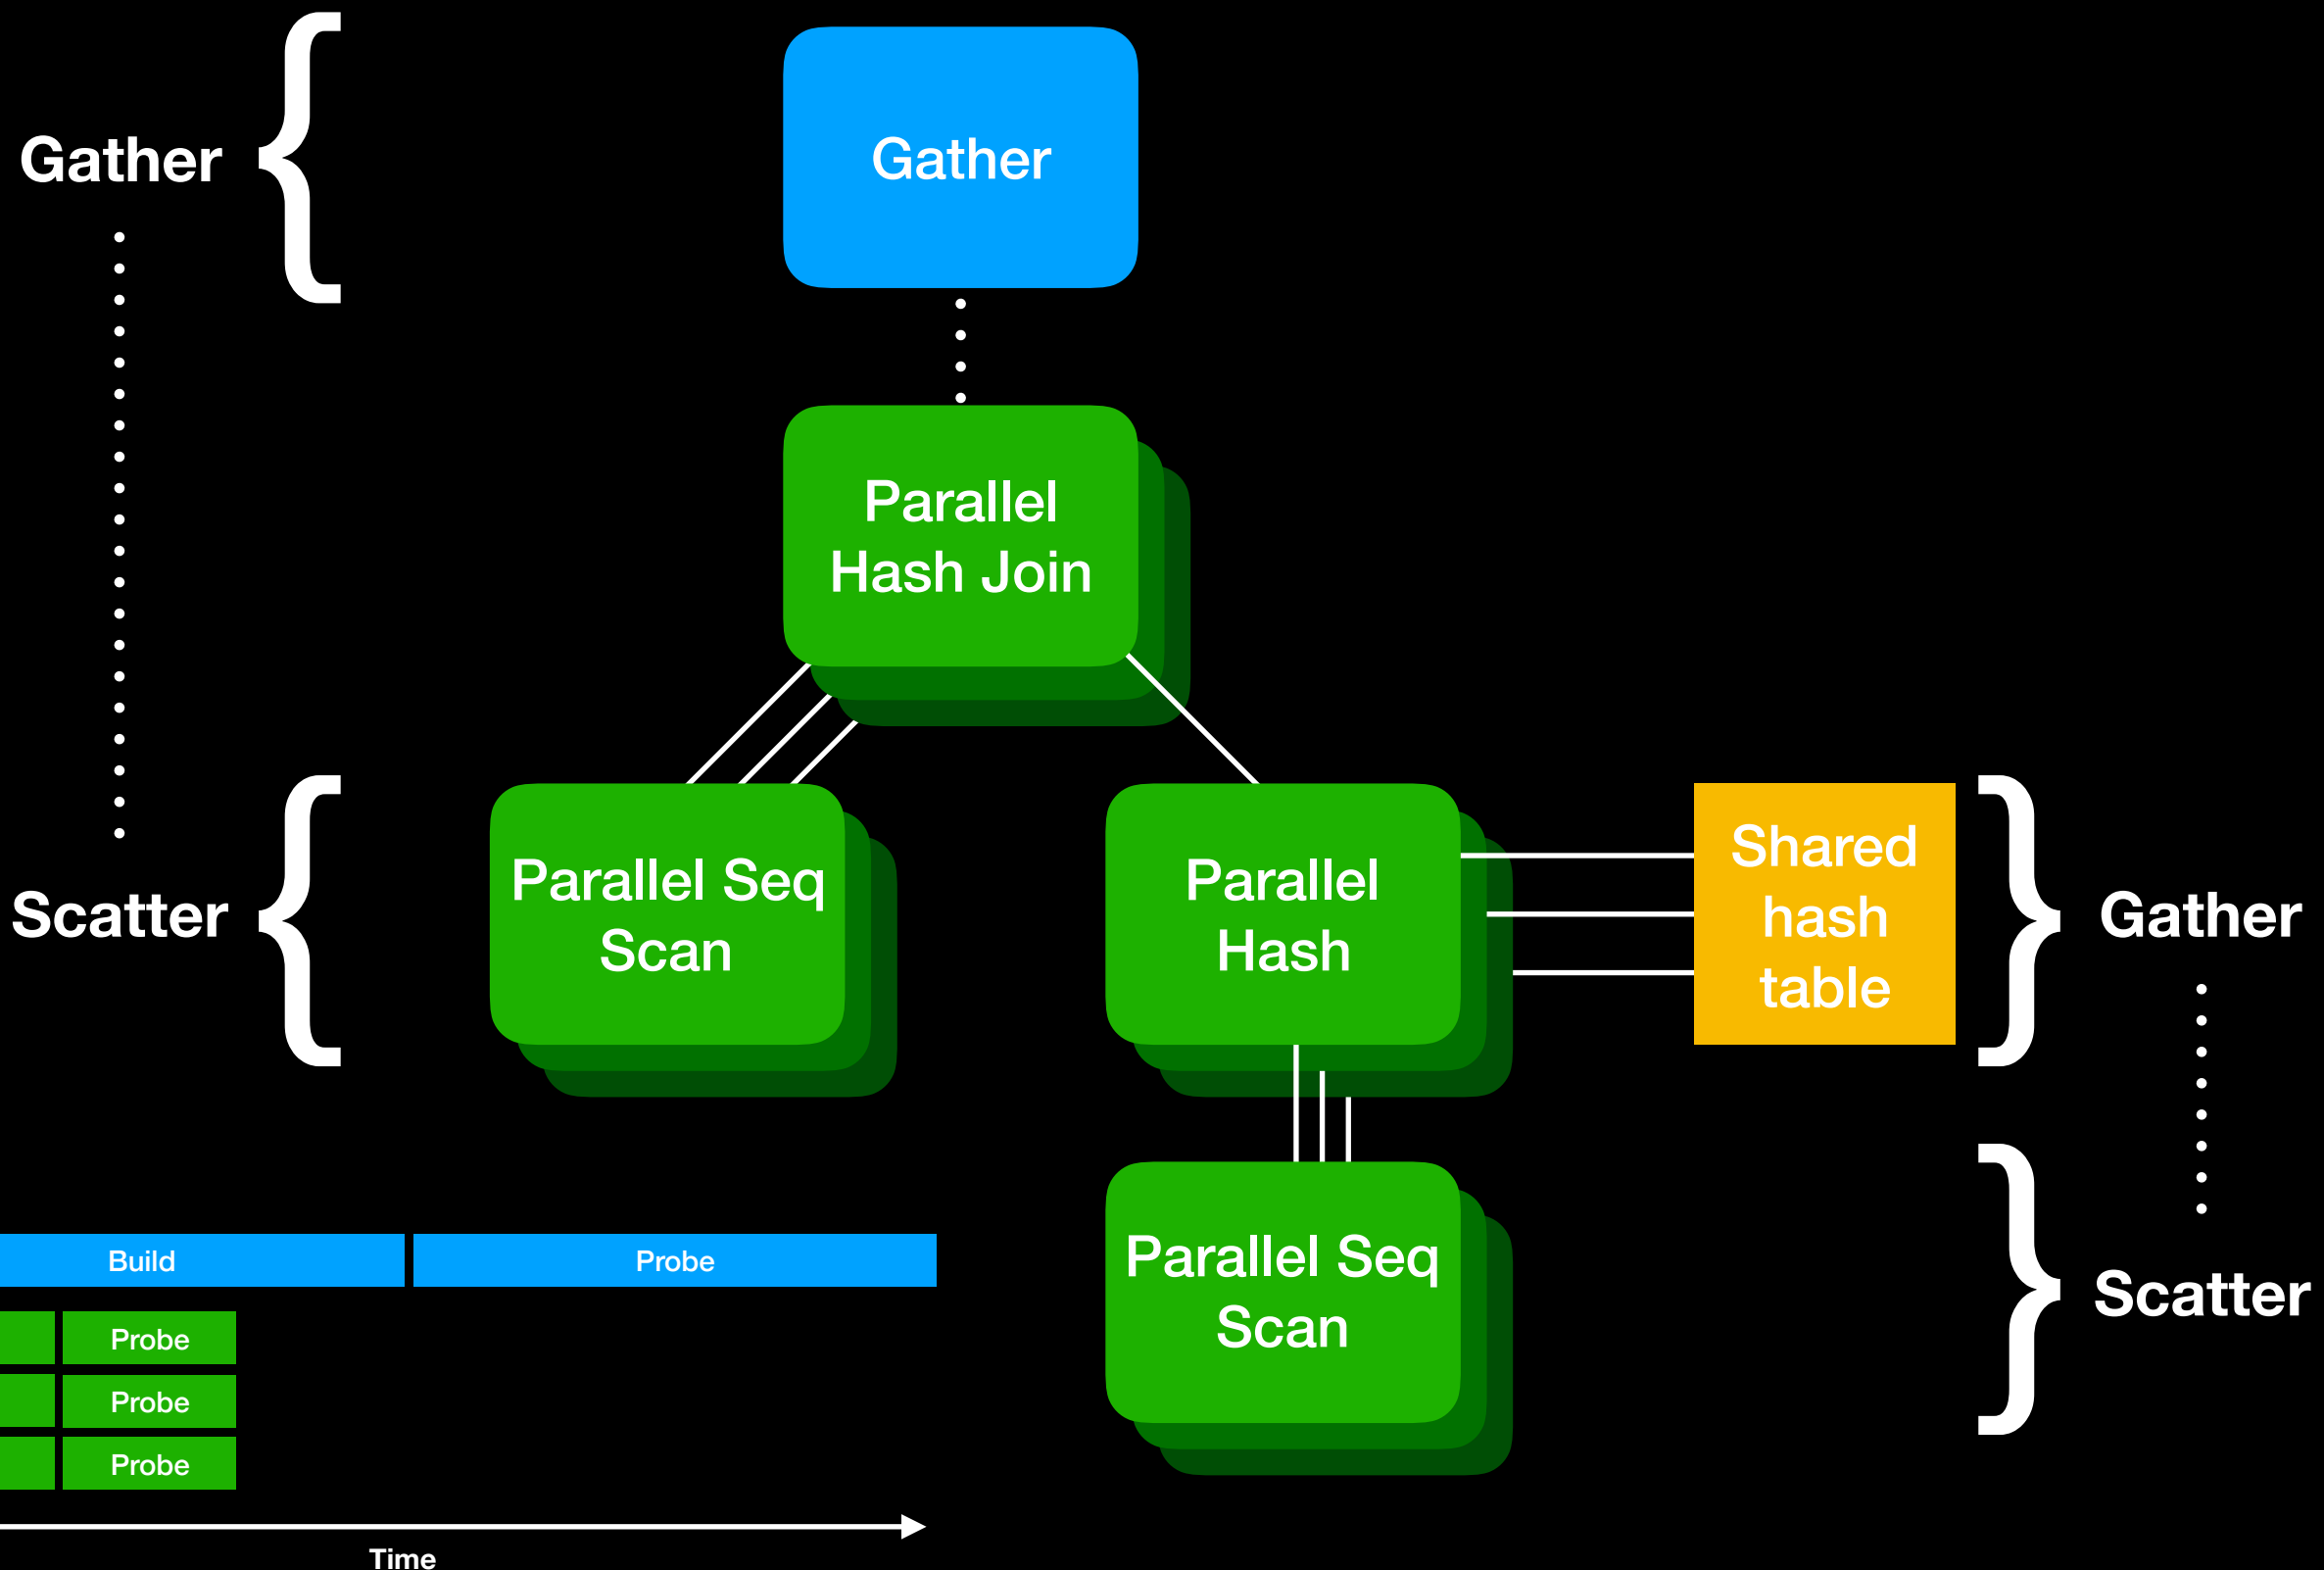 Gather
Gather
Parallel
Hash Join
Scatter
Parallel Seq
Scan
Parallel
Hash
Shared
hash
table
Gather
Parallel Seq
Scan
Scatter
Build
Probe
Probe
Probe
Probe
Time